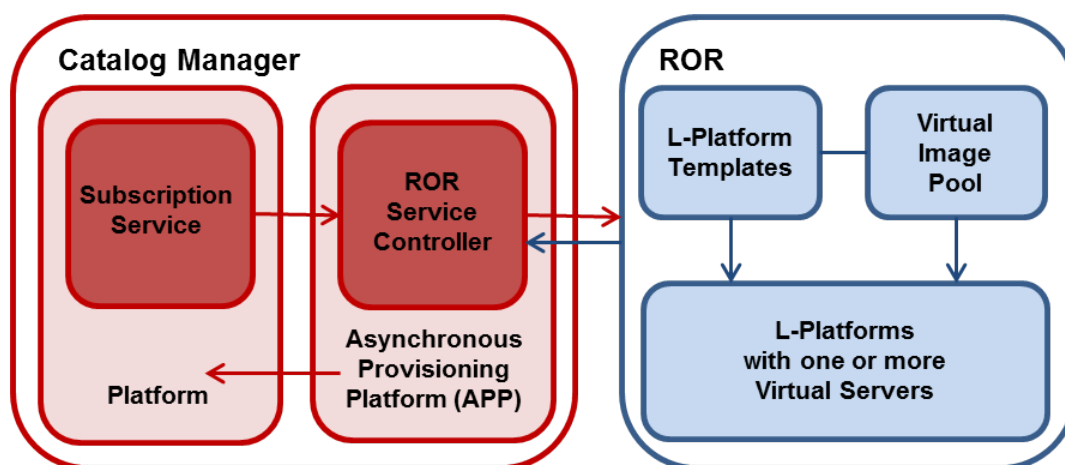 Catalog Manager
Subscription
Service
Platform
ROR
Service
Controller
Asynchronous
Provisioning
Platform (APP)
ROR
L-Platform
Templates
Virtual
Image
Pool
L-Platforms
with one or more
Virtual Servers